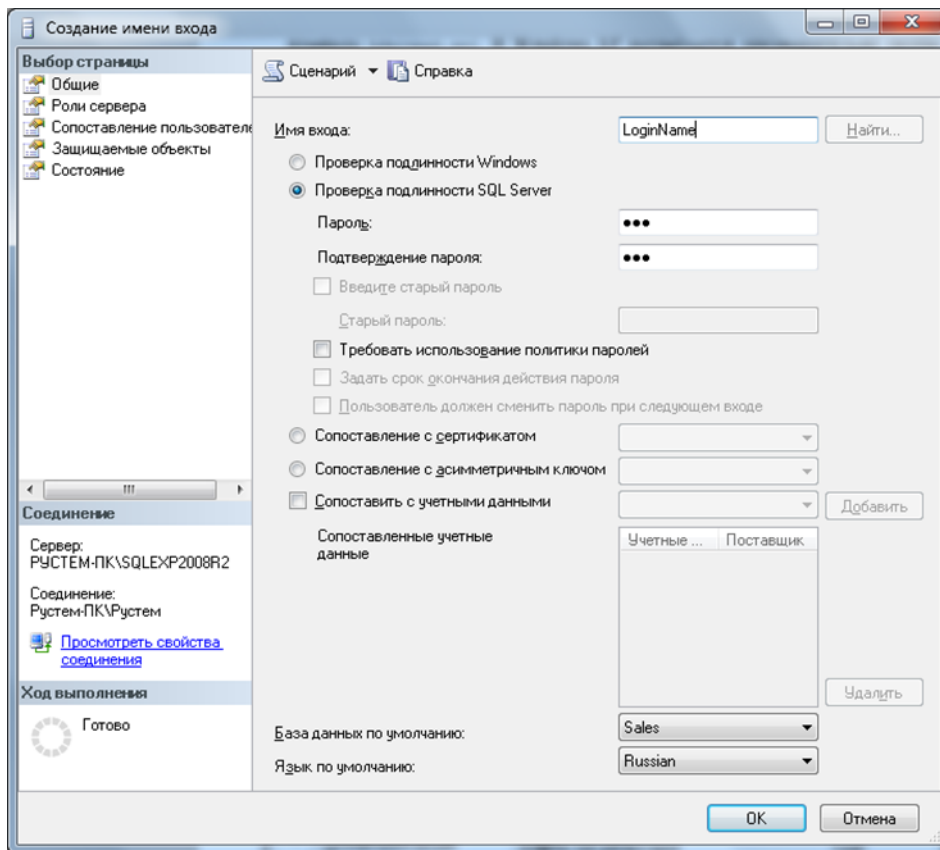 Создание имени входа
Выбор страницы
Общие
Роли сервера
Сопоставление пользователе
Защищаемые объекты
Состояние
Соединение
Сервер:
РУСТЕМ-ПК\SQLEXP2008R2
Соединение:
Рустем-ПК\Рустем
Просмотреть свойства
соединения
Ход выполнения
Готово
Сценарий
Справка
Имя входа:
LoginName
Найти...
Проверка подлинности Windows
Проверка подлинности SQL Server
Пароль:
●●●
Подтверждение пароля:
●●●
Введите старый пароль
Старый пароль:
Требовать использование политики паролей
Задать срок окончания действия пароля
Пользователь должен сменить пароль при следующем входе
Сопоставление с сертификатом
Сопоставление с асимметричным ключом
Сопоставить с учетными данными
Добавить
Сопоставленные учетные
данные
Учетные ...
Поставщик
Удалить
База данных по умолчанию:
Sales
Язык по умолчанию:
Russian
OK
Отмена